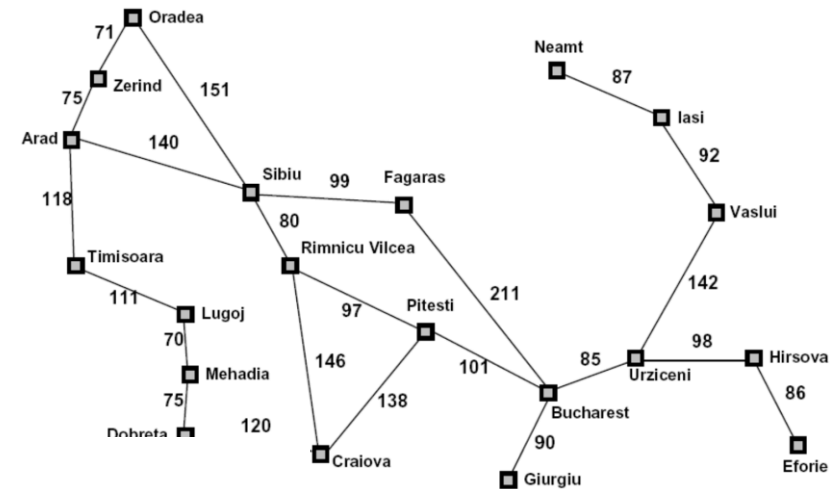 71
Oradea
Neamt
87
Zerind
151
75
Iasi
Arad
140
92
Sibiu
99
Fagaras
118
80
Vaslui
Timisoara
Rimnicu Vilcea
111
97
Pitesti
211
142
Lugoj
70
98
Hirsova
146
101
85
Urziceni
Mehadia
86
75
138
Bucharest
Dobreta
120
90
Craiova
Eforie
Giurgiu